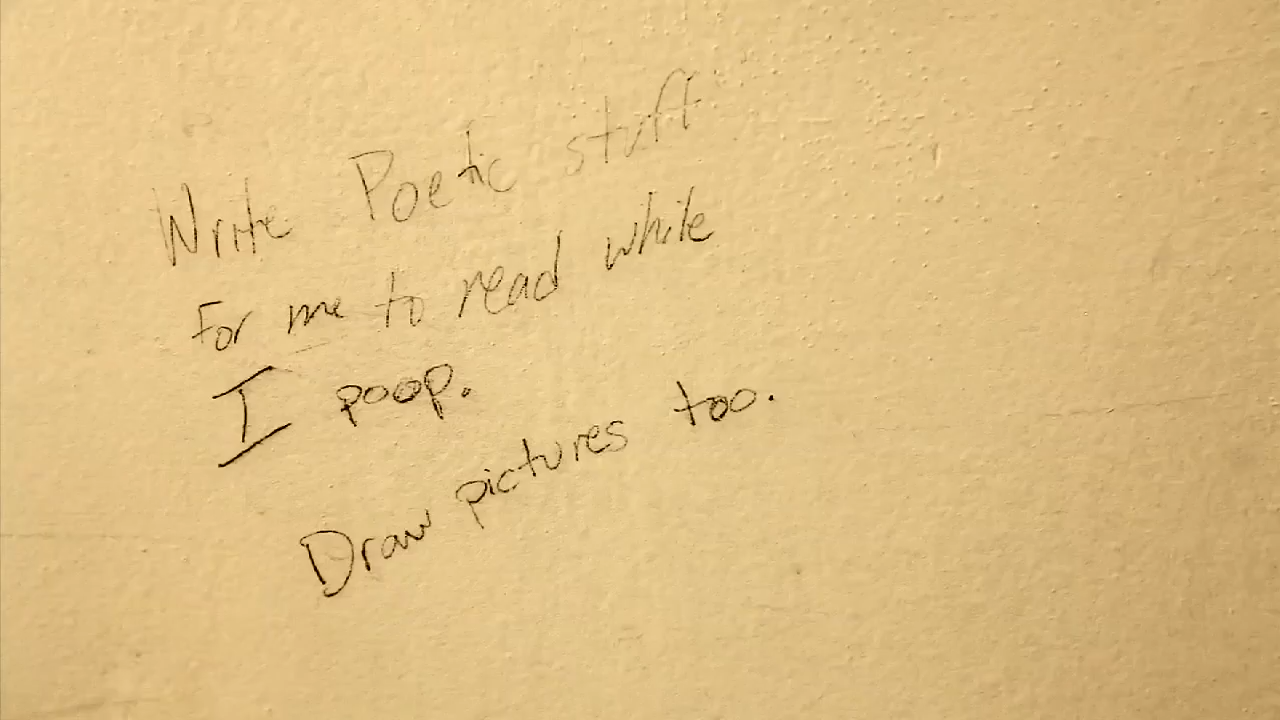 Write Poetic stuff
For me to read while
I poop.
Draw pictures too.